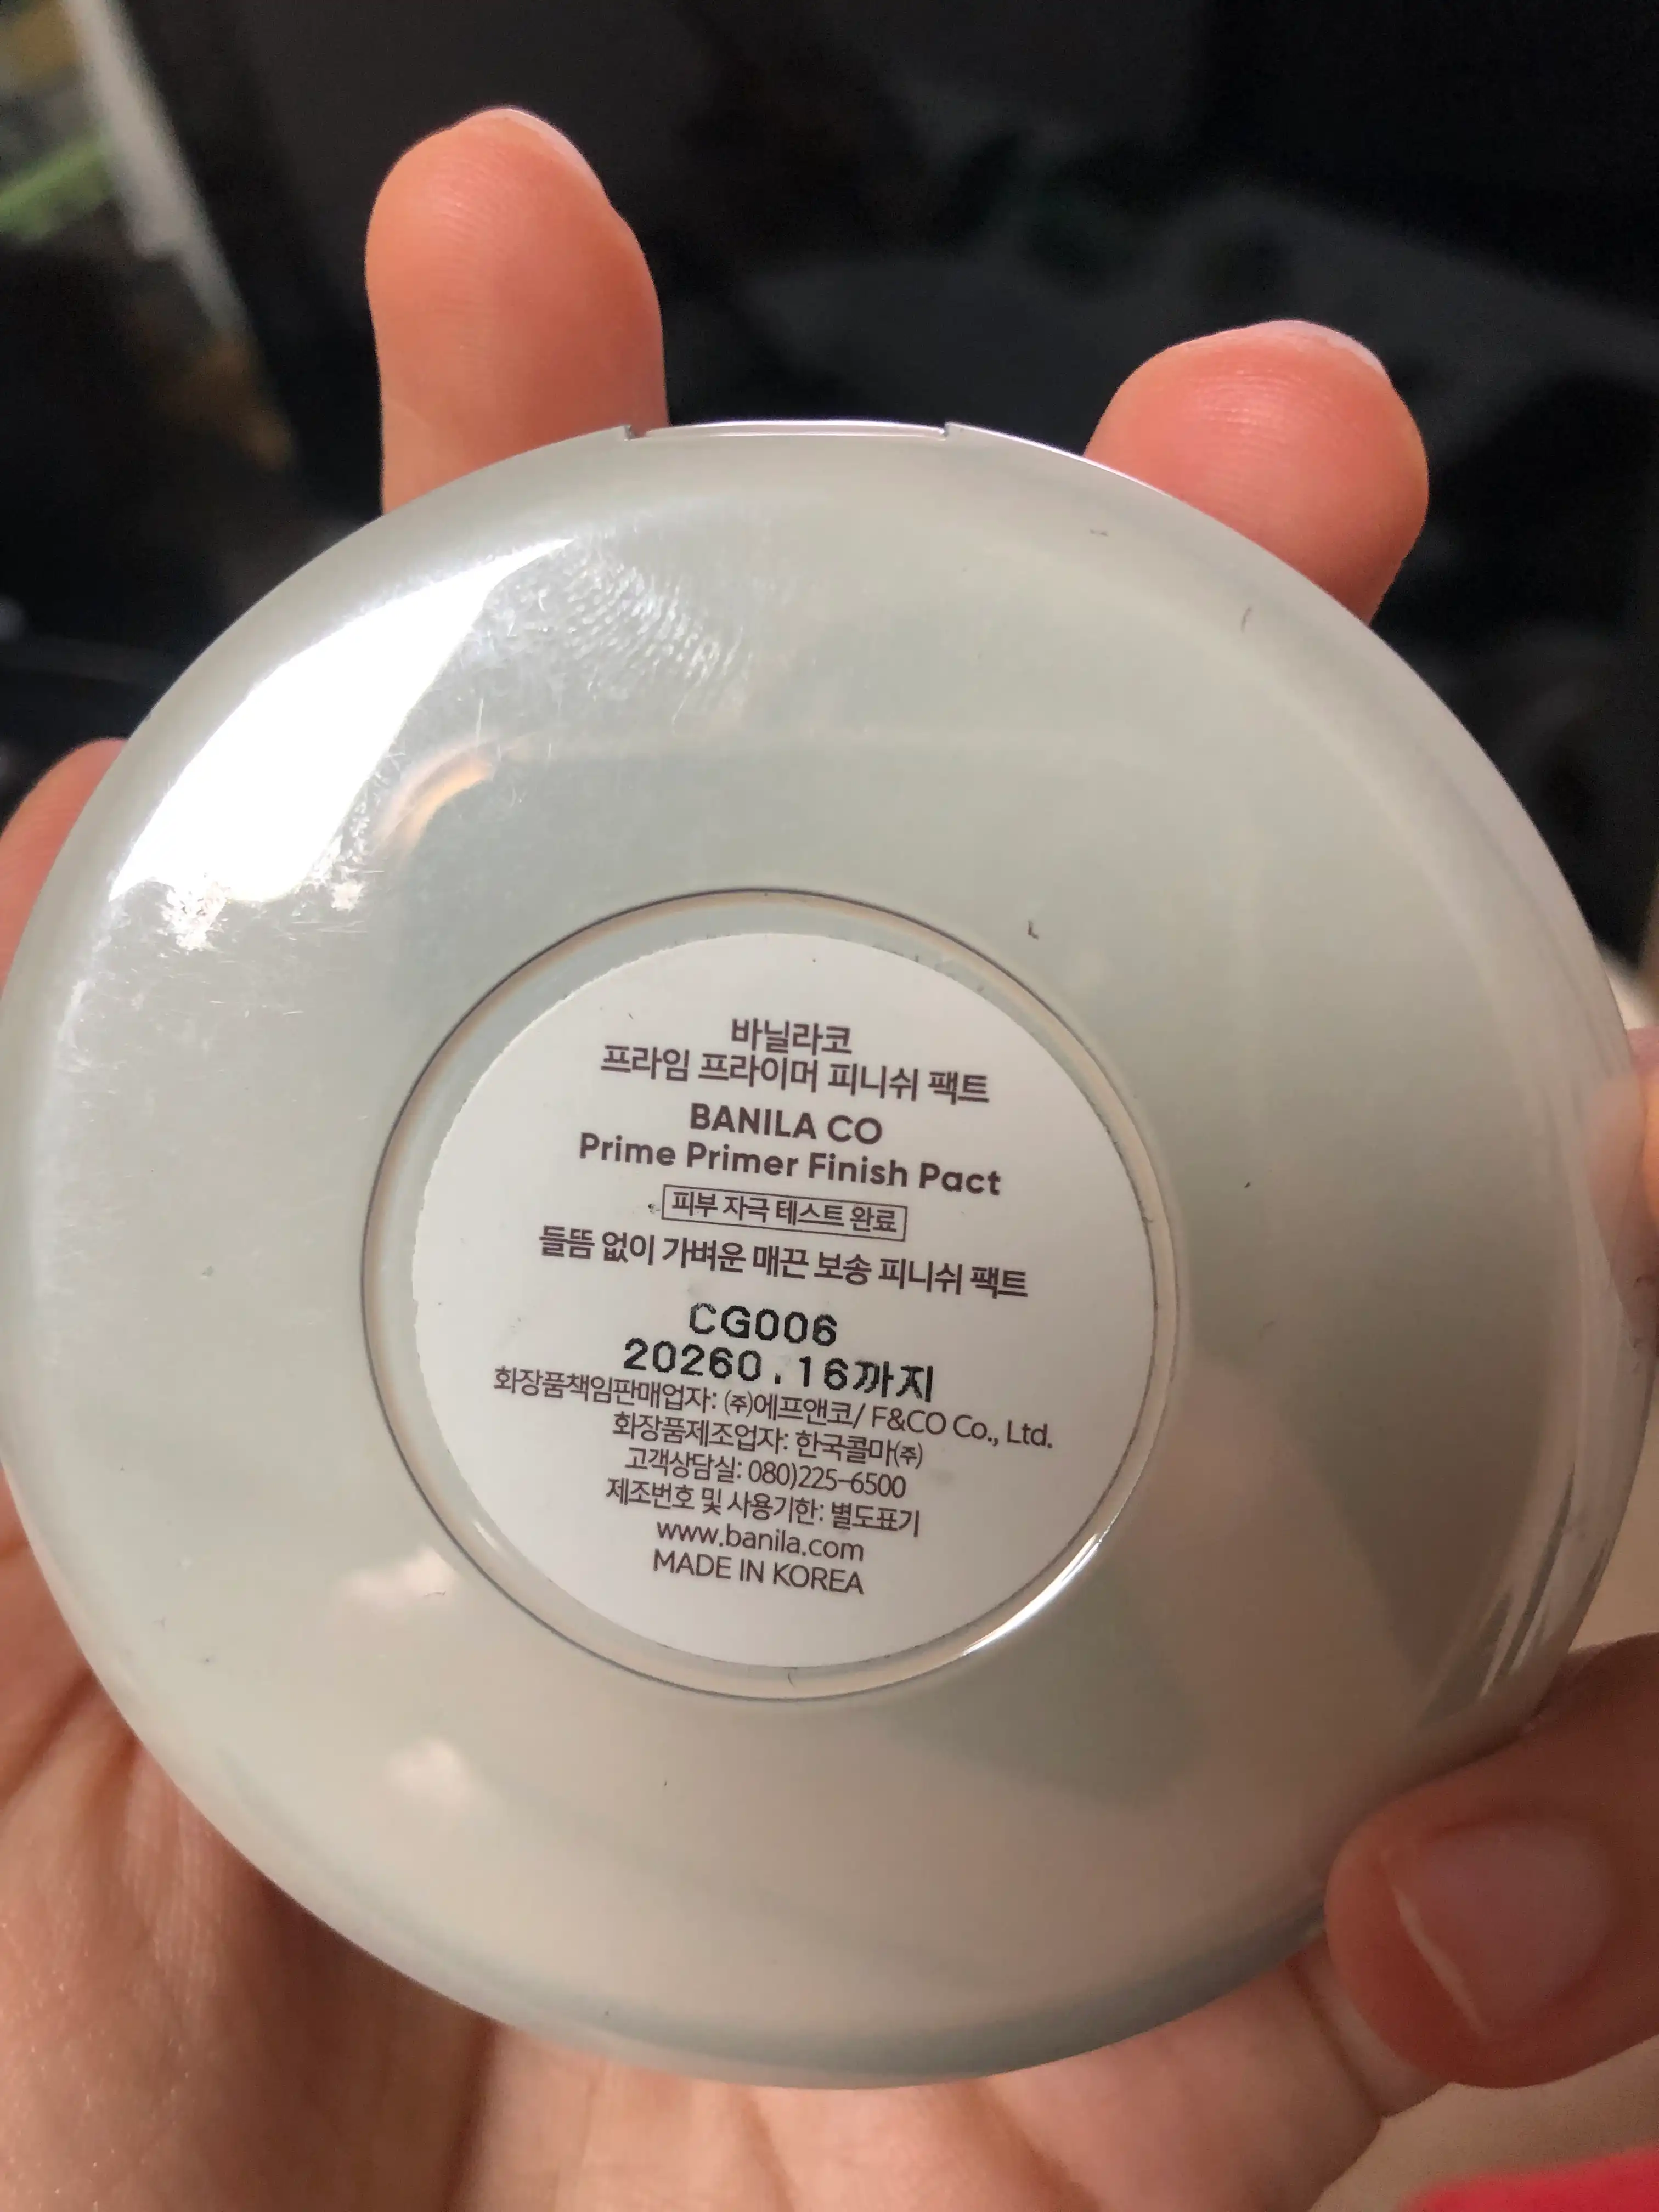 바닐라코
프라임 프라이머 피니쉬 팩트
BANILA CO
Prime Primer Finish Pact
피부 자극 테스트 완료
들뜸 없이 가벼운 매끈 보송 피니쉬 팩트
CG006
20260.16까지
화장품책임판매업자: ㈜에프앤코/ F&CO Co., Ltd.
화장품제조업자: 한국콜마㈜
고객상담실: 080)225-6500
제조번호 및 사용기한: 별도표기
www.banila.com
MADE IN KOREA